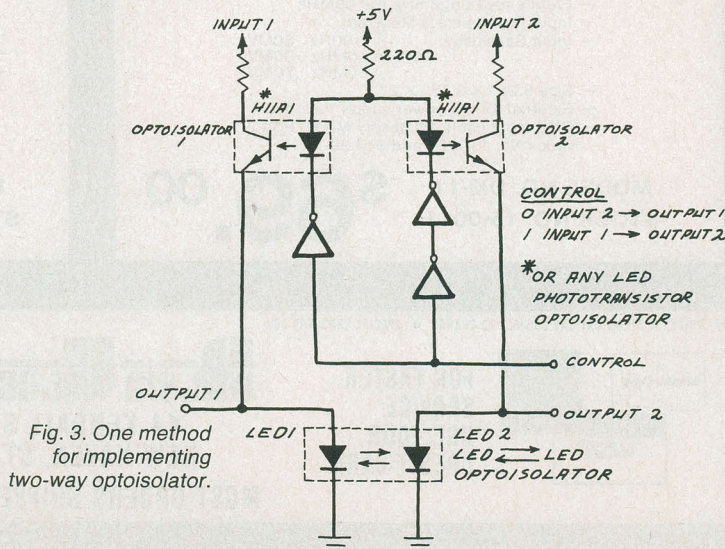 INPUT 1
+5V
INPUT 2
220Ω
*
H11A1
*
H11A1
OPTOISOLATOR
1
OPTOISOLATOR
2
CONTROL
0 INPUT 2 → OUTPUT 1
1 INPUT 1 → OUTPUT 2
*OR ANY LED
PHOTOTRANSISTOR
OPTOISOLATOR
CONTROL
OUTPUT 1
OUTPUT 2
LED1
LED 2
LED ⇄ LED
OPTOISOLATOR
Fig. 3. One method
for implementing
two-way optoisolator.